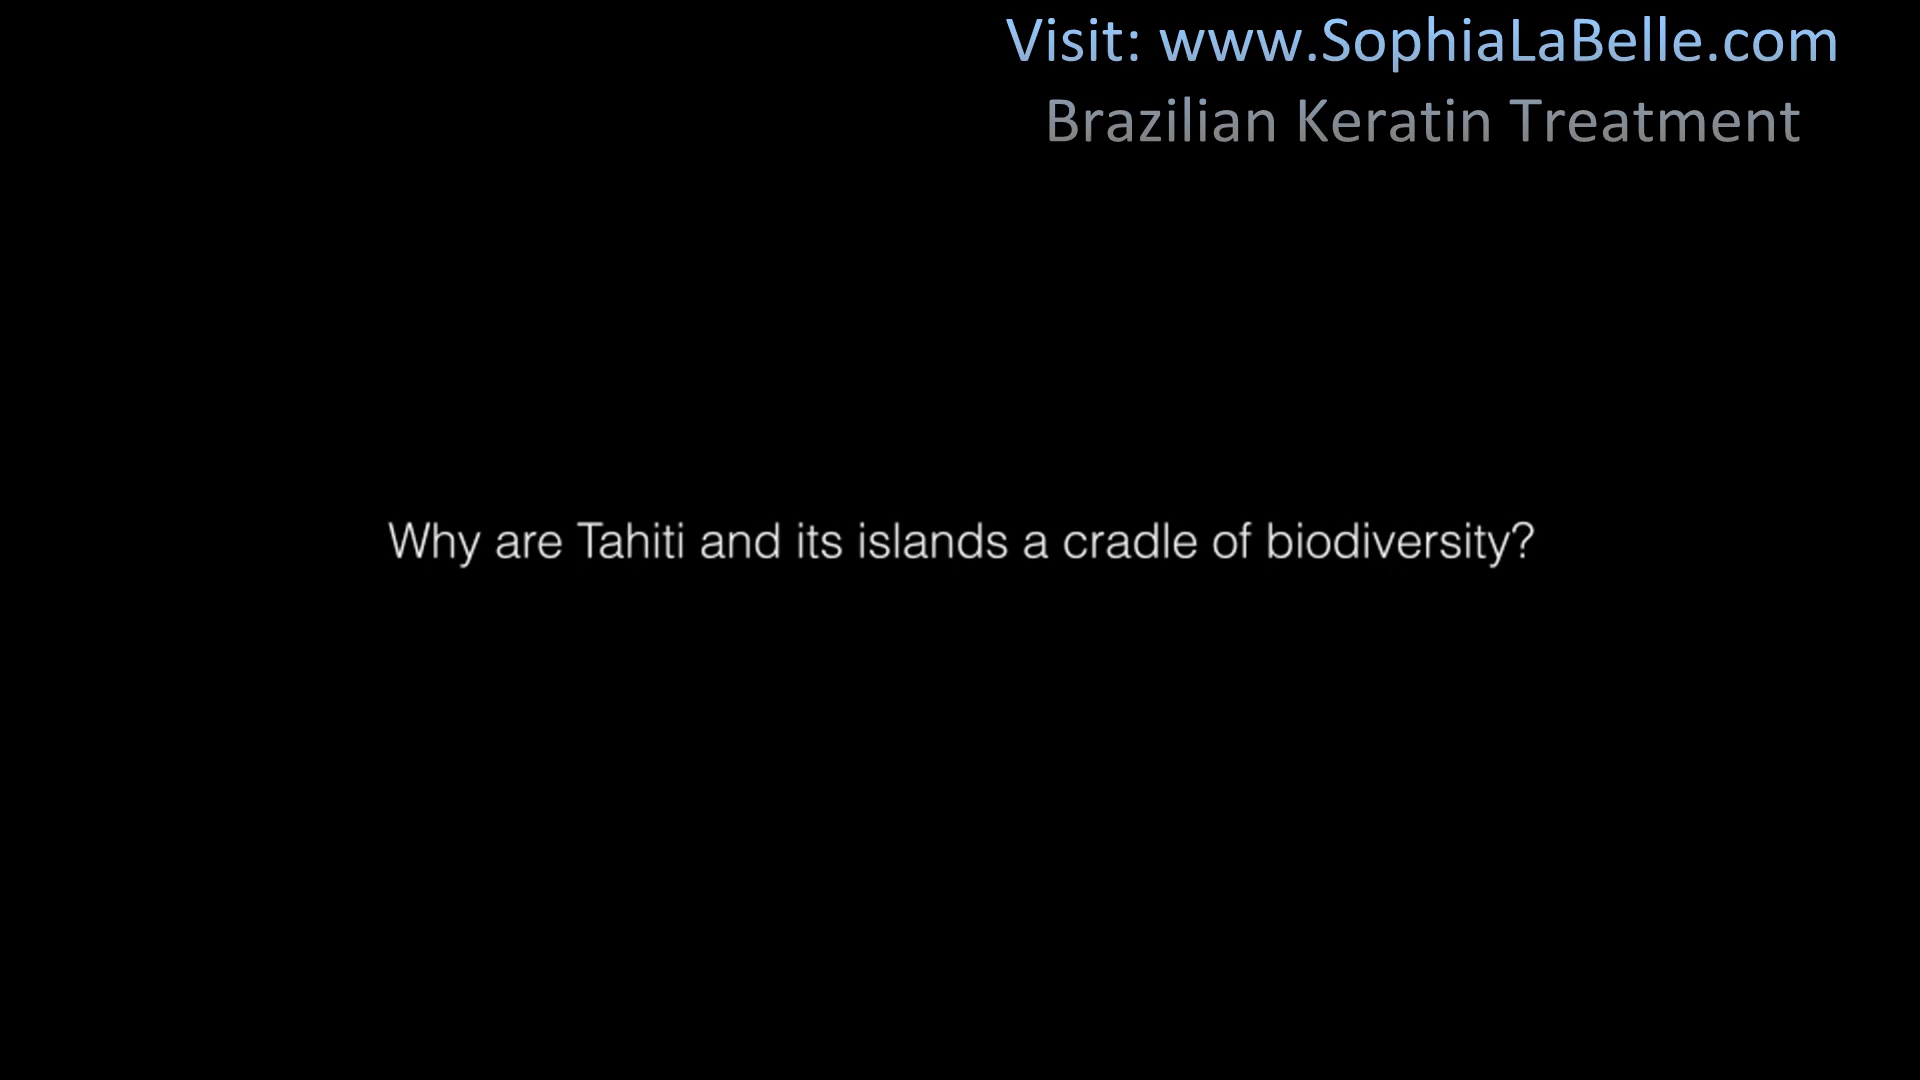 Visit: www.SophiaLaBelle.com
Brazilian Keratin Treatment
Why are Tahiti and its islands a cradle of biodiversity?